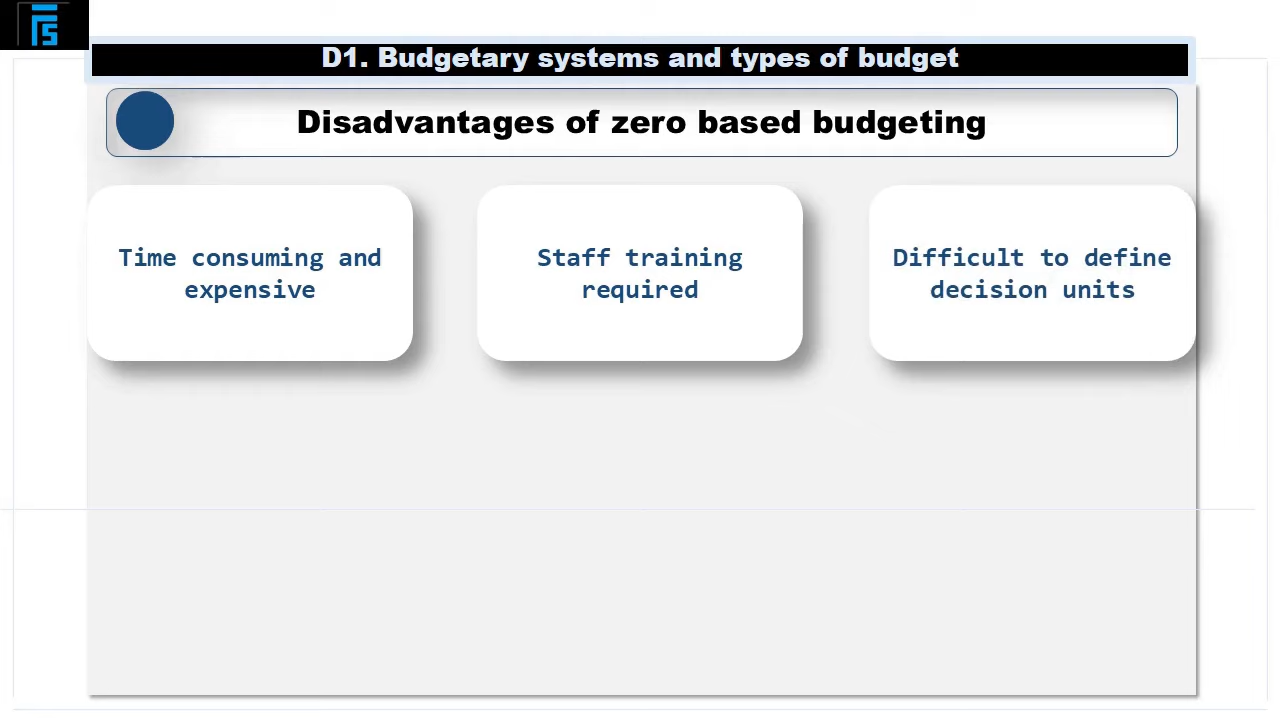 D1. Budgetary systems and types of budget
Disadvantages of zero based budgeting
Time consuming and
expensive
Staff training
required
Difficult to define
decision units